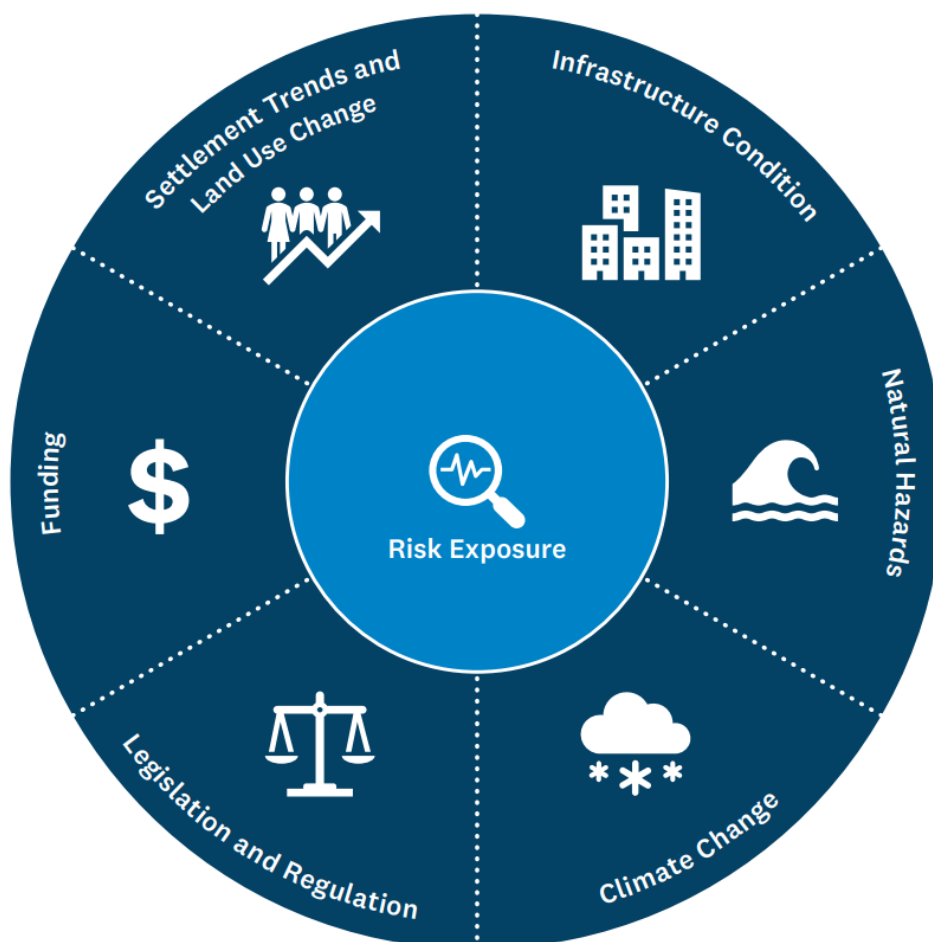 Settlement Trends and
Land Use Change
Infrastructure Condition
Funding
$
Risk Exposure
Natural Hazards
Legislation and Regulation
Climate Change